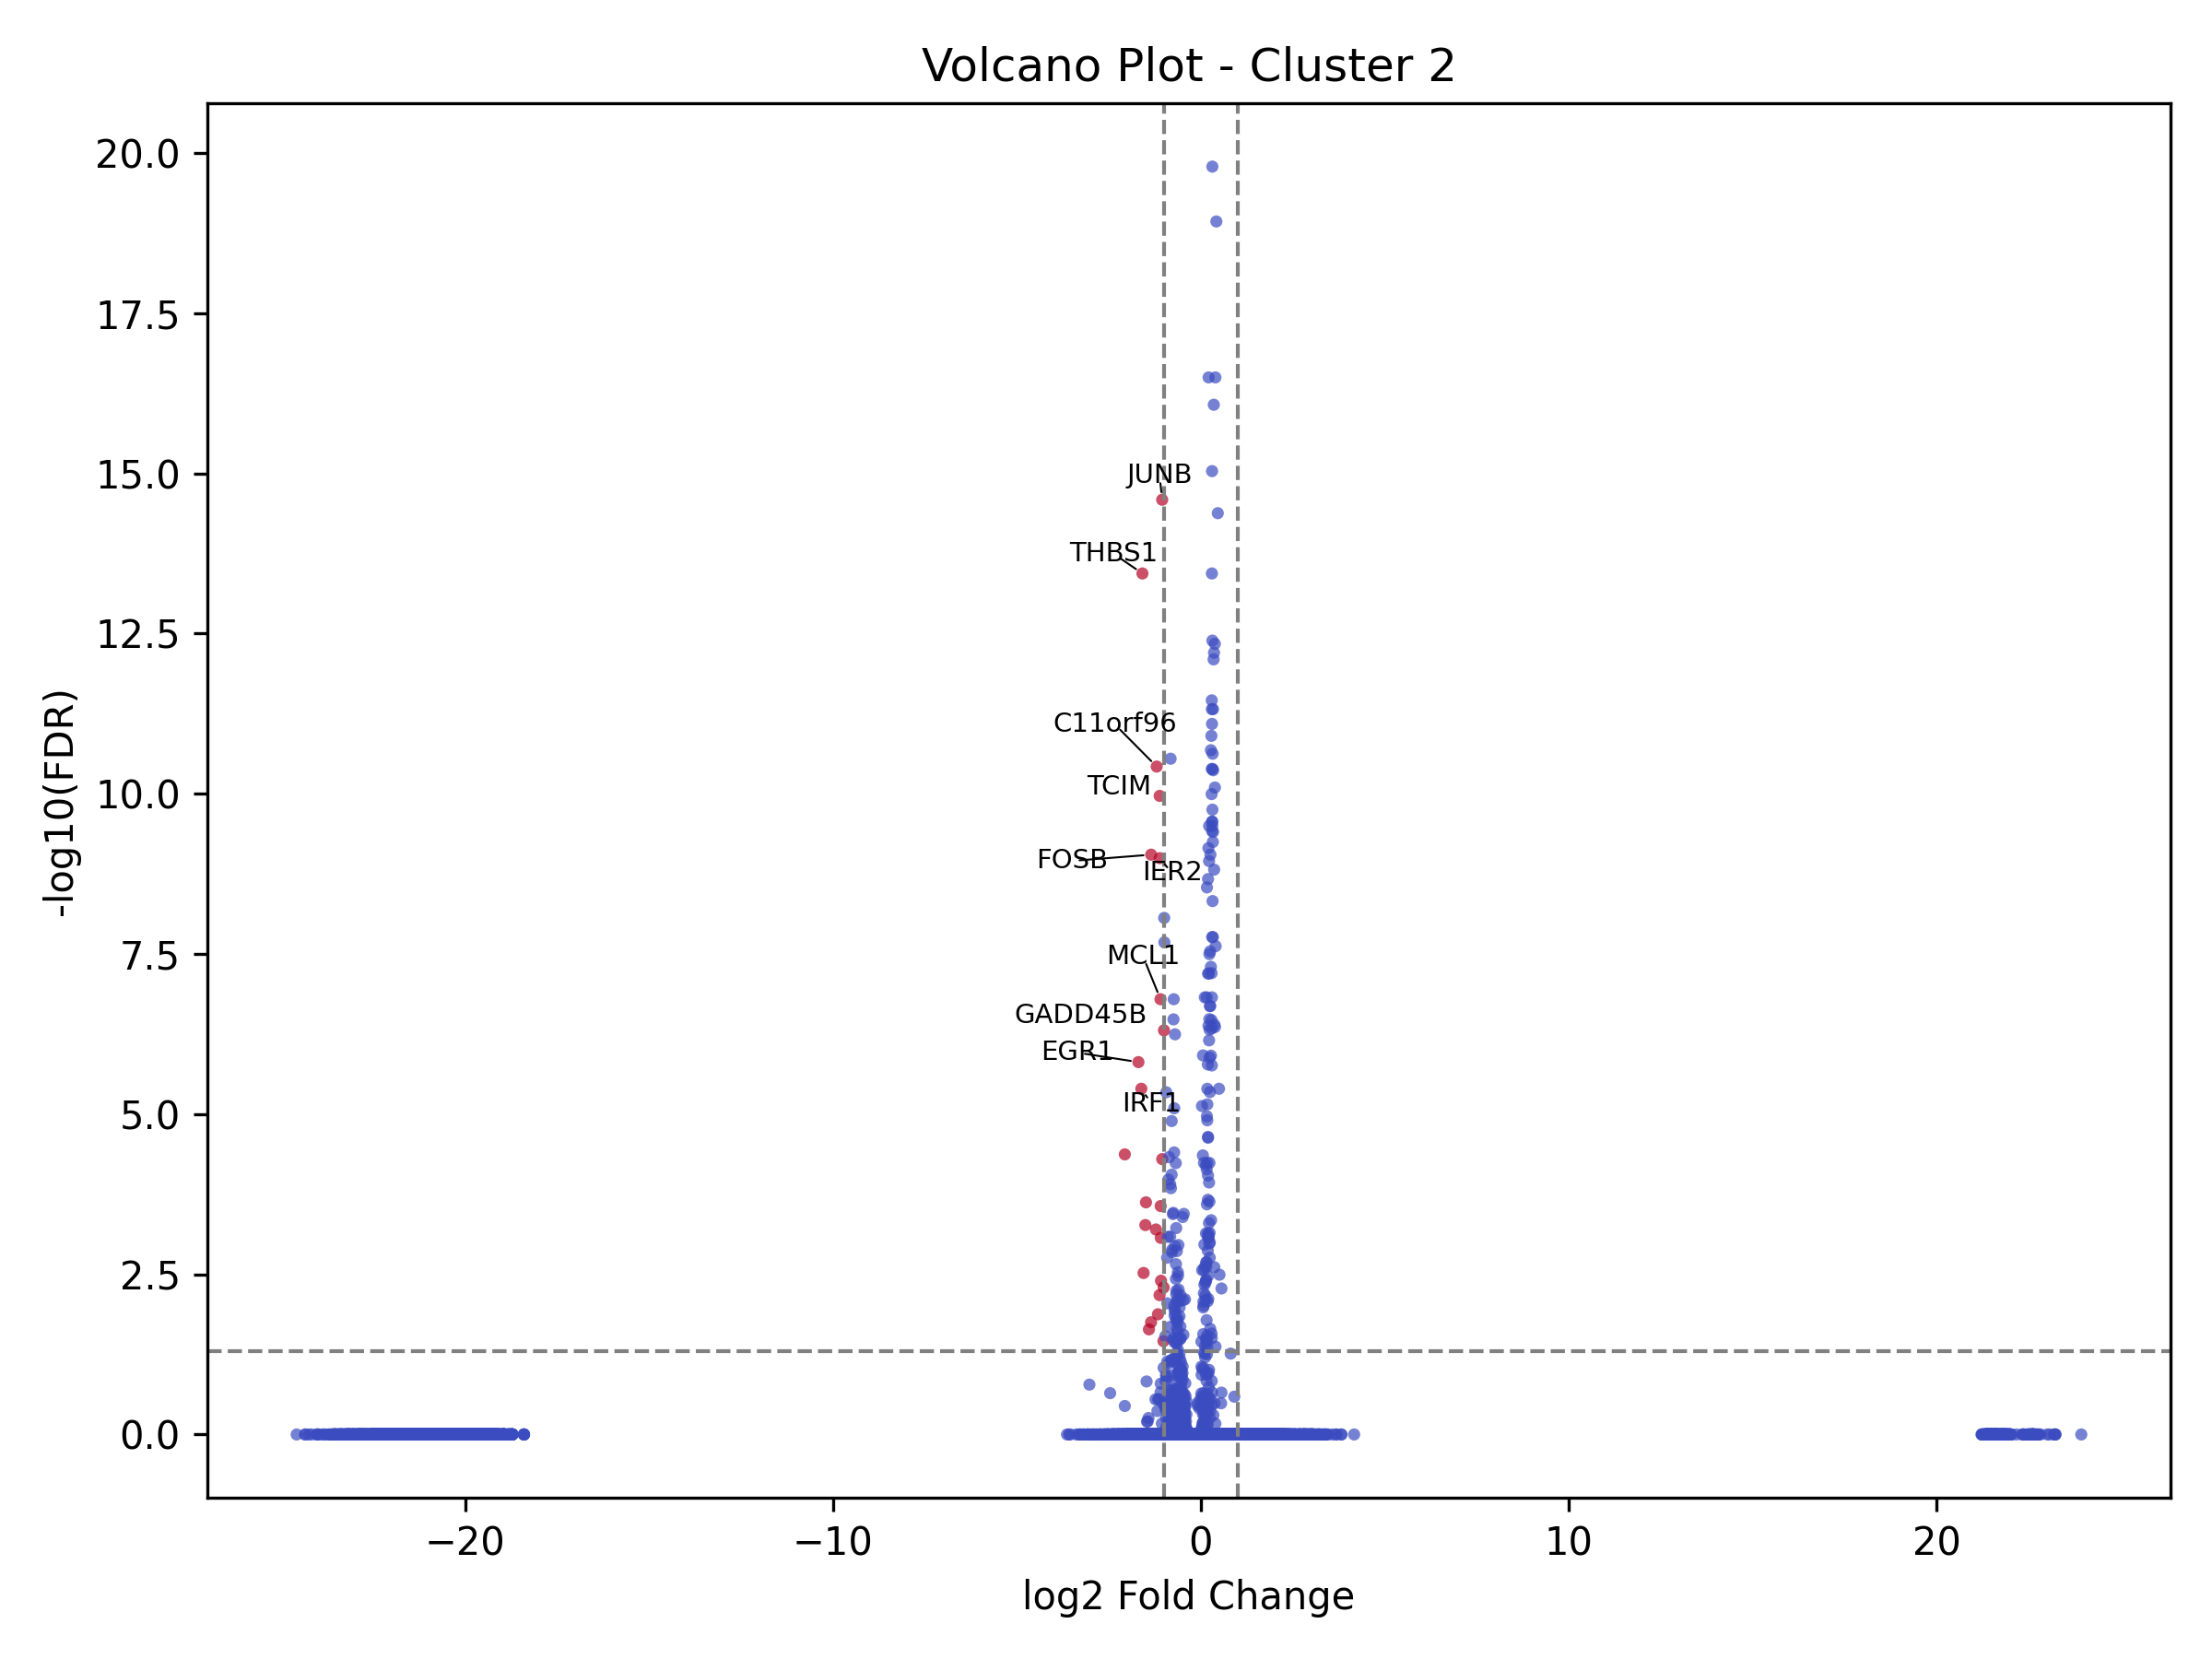 Volcano Plot - Cluster 2
-log10(FDR)
20.0
17.5
15.0
12.5
10.0
7.5
5.0
2.5
0.0
JUNB
THBS1
C11orf96
TCIM
FOSB
IER2
MCL1
GADD45B
EGR1
IRF1
−20 −10 0 10 20
log2 Fold Change